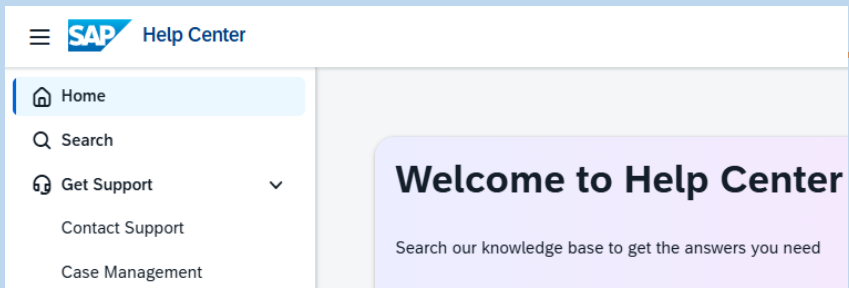 SAP Help Center
Home
Search
Get Support
Contact Support
Case Management
Welcome to Help Center
Search our knowledge base to get the answers you need